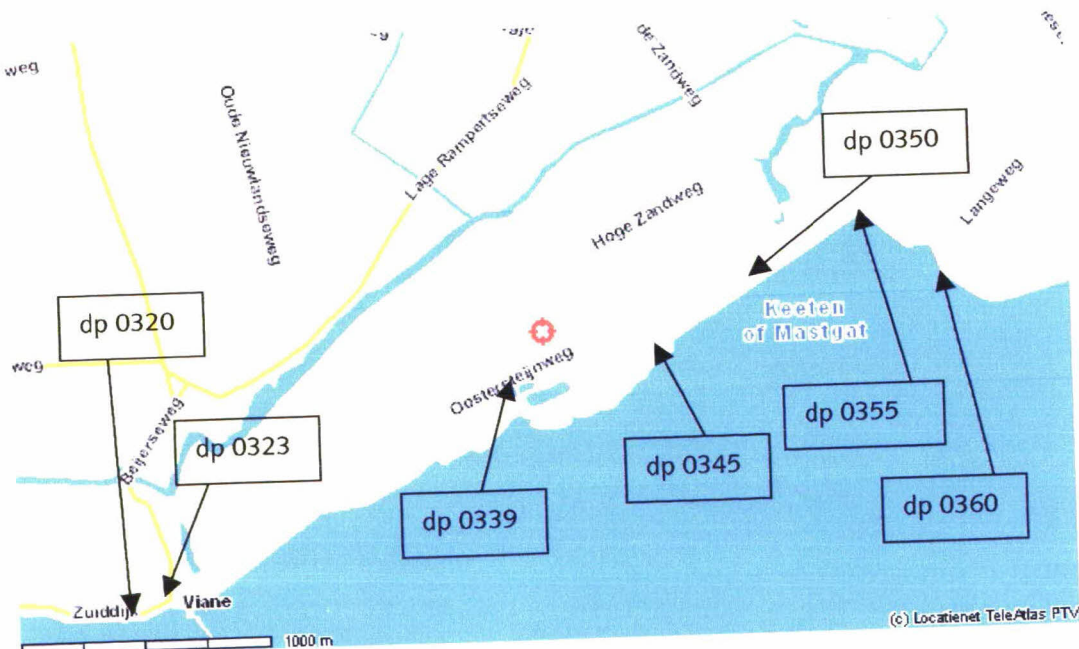 weg
Oude Nieuwlandseweg
Lage Rampertseweg
de Zandweg
dp 0350
Hoge Zandweg
Langeweg
dp 0320
Keeten
of Mastgat
weg
Oostersteijnweg
dp 0355
Beijerseweg
dp 0323
dp 0345
dp 0339
dp 0360
Zuiddijk
Viane
1000 m
(c) Locatienet TeleAtlas PTV